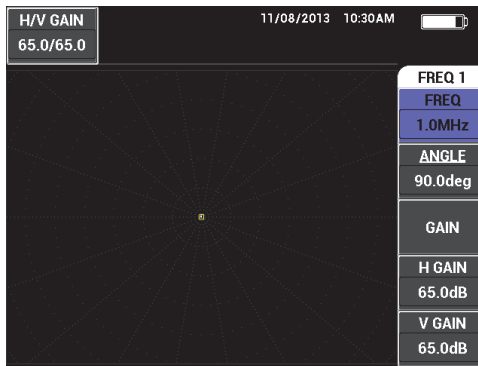 H/V GAIN
65.0/65.0
11/08/2013 10:30AM
FREQ 1
FREQ
1.0MHz
ANGLE
90.0deg
GAIN
H GAIN
65.0dB
V GAIN
65.0dB